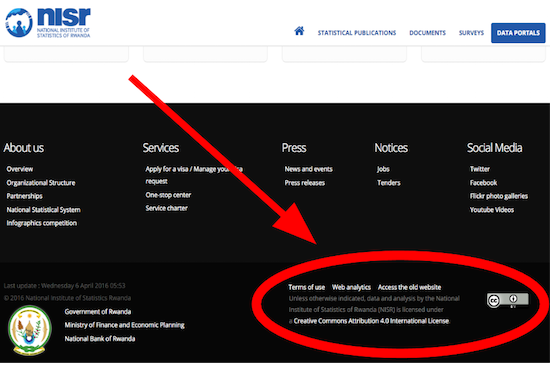 nisr
NATIONAL INSTITUTE OF
STATISTICS OF RWANDA
STATISTICAL PUBLICATIONS DOCUMENTS SURVEYS DATA PORTALS
About us
Overview
Organizational Structure
Partnerships
National Statistical System
Infographics competition
Services
Apply for a visa / Manage your
request
One-stop center
Service charter
Press
News and events
Press releases
Notices
Jobs
Tenders
Social Media
Twitter
Facebook
Flickr photo galleries
Youtube Videos
Last update : Wednesday 6 April 2016 05:53
© 2016 National Institute of Statistics Rwanda
Government of Rwanda
Ministry of Finance and Economic Planning
National Bank of Rwanda
Terms of use Web analytics Access the old website
Unless otherwise indicated, data and analysis by the National
Institute of Statistics of Rwanda (NISR) is licensed under
a Creative Commons Attribution 4.0 International License
cc
BY